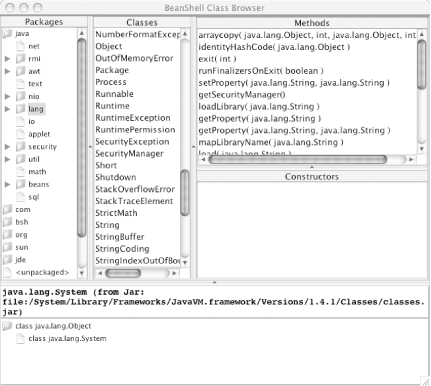 BeanShell Class Browser
Packages
java
net
rmi
awt
text
nio
lang
io
applet
security
util
math
beans
sql
com
bsh
org
sun
jde
<unpackaged>
Classes
NumberFormatExcep
Object
OutOfMemoryError
Package
Process
Runnable
Runtime
RuntimeException
RuntimePermission
SecurityException
SecurityManager
Short
Shutdown
StackOverflowError
StackTraceElement
StrictMath
String
StringBuffer
StringCoding
StringIndexOutOfBou
Methods
arraycopy( java.lang.Object, int, java.lang.Object, int
identityHashCode( java.lang.Object )
exit( int )
runFinalizersOnExit( boolean )
setProperty( java.lang.String, java.lang.String )
getSecurityManager()
loadLibrary( java.lang.String )
getProperty( java.lang.String )
getProperty( java.lang.String, java.lang.String )
mapLibraryName( java.lang.String )
load( java.lang.String )
Constructors
java.lang.System (from Jar:
file:/System/Library/Frameworks/JavaVM.framework/Versions/1.4.1/Classes/classes.
jar)
class java.lang.Object
class java.lang.System